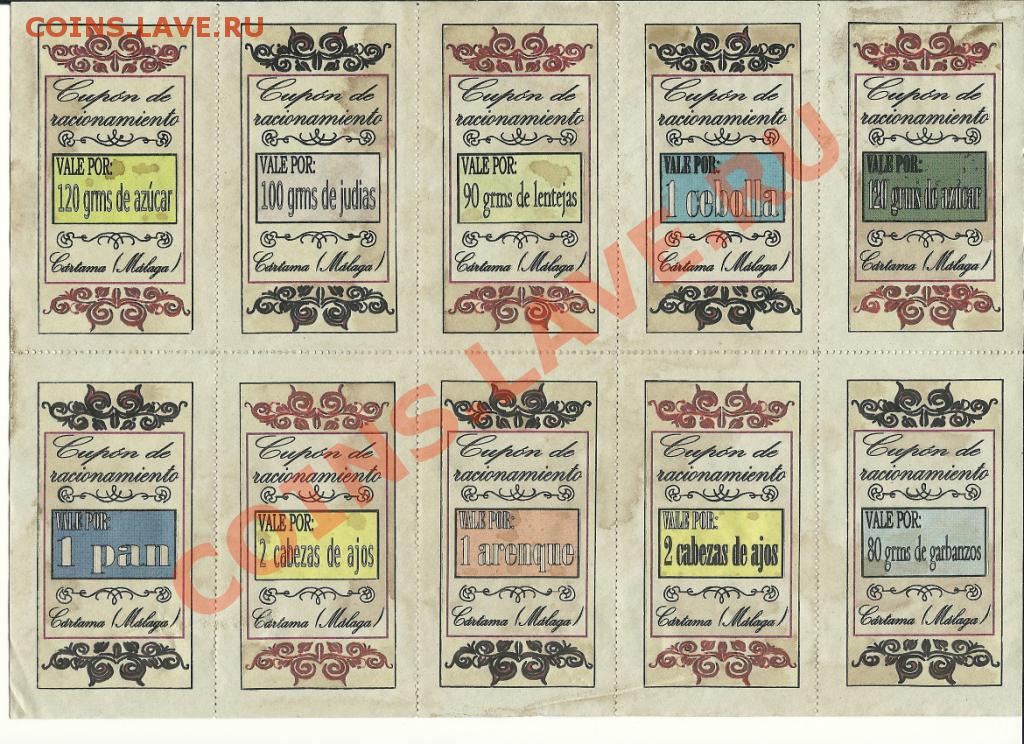 COINS.LAVE.RU
Cupón de
racionamiento
VALE POR:
120 grms de azúcar
Cártama (Málaga)
Cupón de
racionamiento
VALE POR:
100 grms de judias
Cártama (Málaga)
Cupón de
racionamiento
VALE POR:
90 grms de lentejas
Cártama (Málaga)
Cupón de
racionamiento
VALE POR:
1 cebolla
Cártama (Málaga)
Cupón de
racionamiento
VALE POR:
120 grms de azúcar
Cártama (Málaga)
Cupón de
racionamiento
VALE POR:
1 pan
Cártama (Málaga)
Cupón de
racionamiento
VALE POR:
2 cabezas de ajos
Cártama (Málaga)
Cupón de
racionamiento
VALE POR:
1 arenque
Cártama (Málaga)
Cupón de
racionamiento
VALE POR:
2 cabezas de ajos
Cártama (Málaga)
Cupón de
racionamiento
VALE POR:
80 grms de garbanzos
Cártama (Málaga)
COINS.LAVE.RU